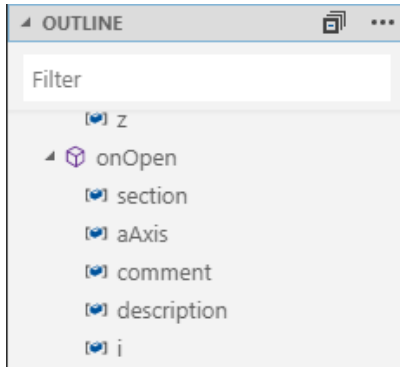 OUTLINE
Filter
z
onOpen
section
aAxis
comment
description
i